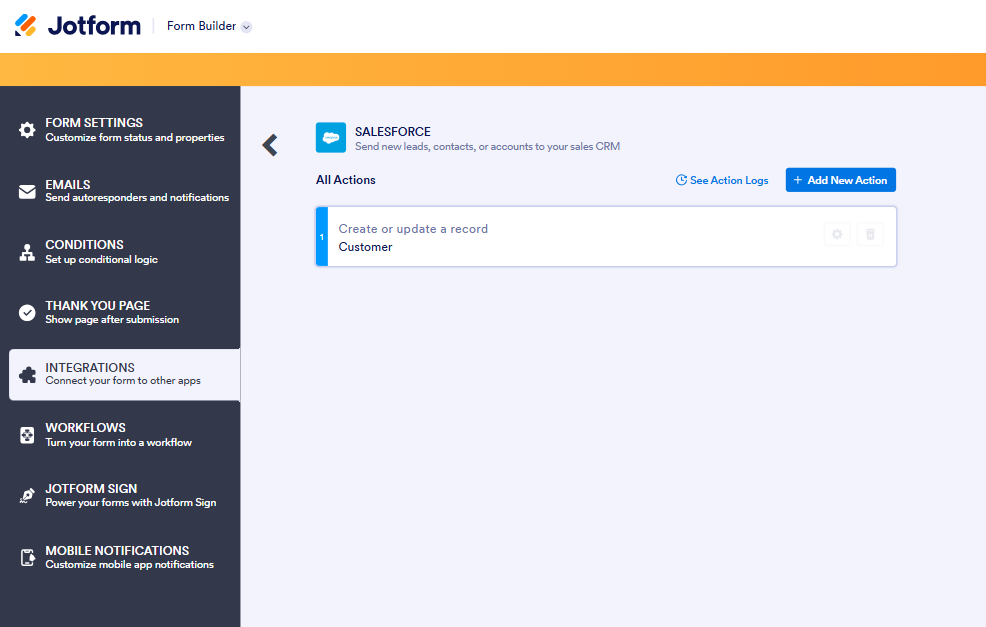 Jotform
Form Builder
FORM SETTINGS
Customize form status and properties
EMAILS
Send autoresponders and notifications
CONDITIONS
Set up conditional logic
THANK YOU PAGE
Show page after submission
INTEGRATIONS
Connect your form to other apps
WORKFLOWS
Turn your form into a workflow
JOTFORM SIGN
Power your forms with Jotform Sign
MOBILE NOTIFICATIONS
Customize mobile app notifications
SALESFORCE
Send new leads, contacts, or accounts to your sales CRM
All Actions
See Action Logs
+ Add New Action
1
Create or update a record
Customer